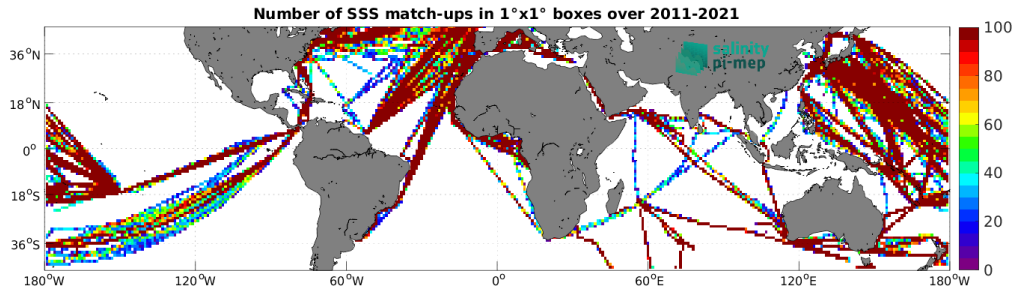 Number of SSS match-ups in 1°x1° boxes over 2011-2021
salinity
pi-mep
36°N
18°N
0°
18°S
36°S
180°W
120°W
60°W
0°
60°E
120°E
180°W
100
80
60
40
20
0